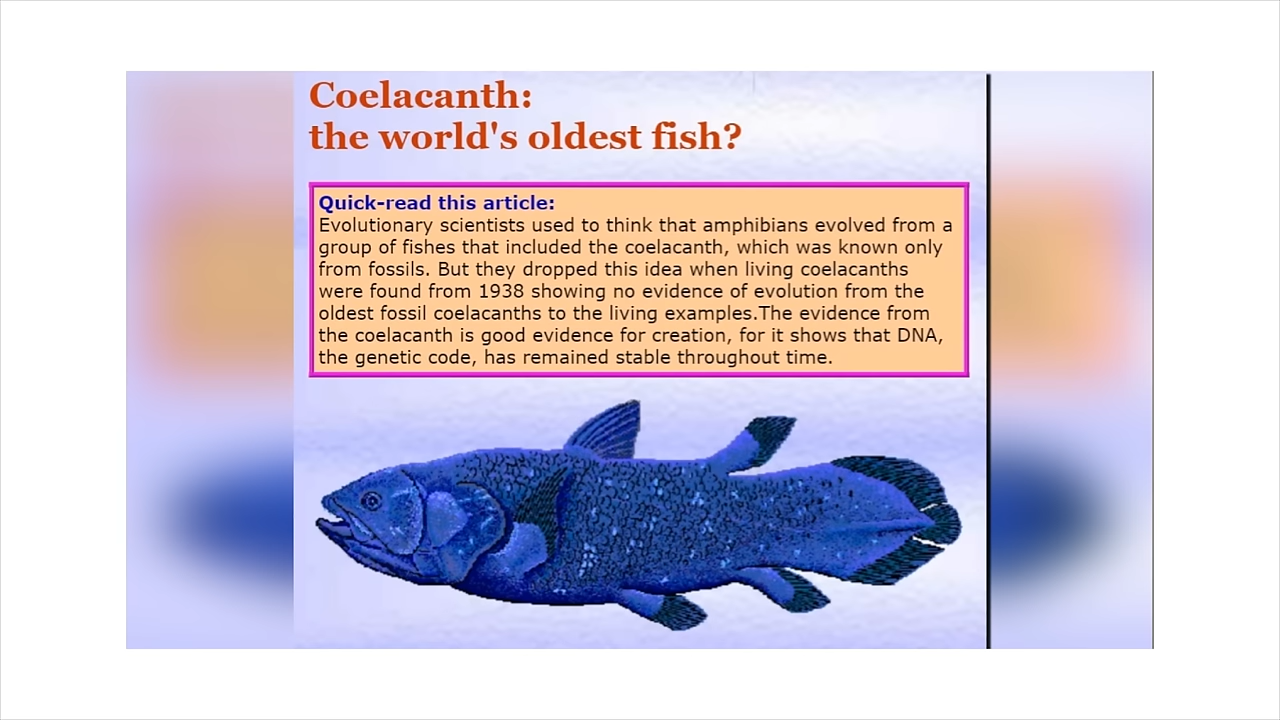 Coelacanth:
the world's oldest fish?
Quick-read this article:
Evolutionary scientists used to think that amphibians evolved from a
group of fishes that included the coelacanth, which was known only
from fossils. But they dropped this idea when living coelacanths
were found from 1938 showing no evidence of evolution from the
oldest fossil coelacanths to the living examples.The evidence from
the coelacanth is good evidence for creation, for it shows that DNA,
the genetic code, has remained stable throughout time.